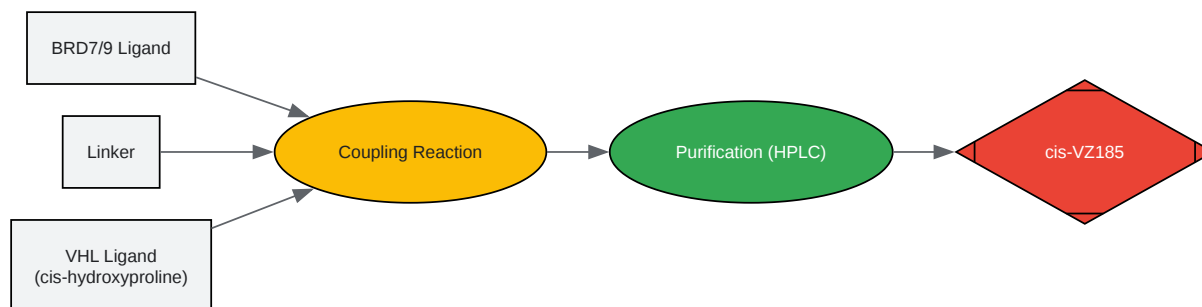 BRD7/9 Ligand
Linker
VHL Ligand
(cis-hydroxyproline)
Coupling Reaction
Purification (HPLC)
cis-VZ185